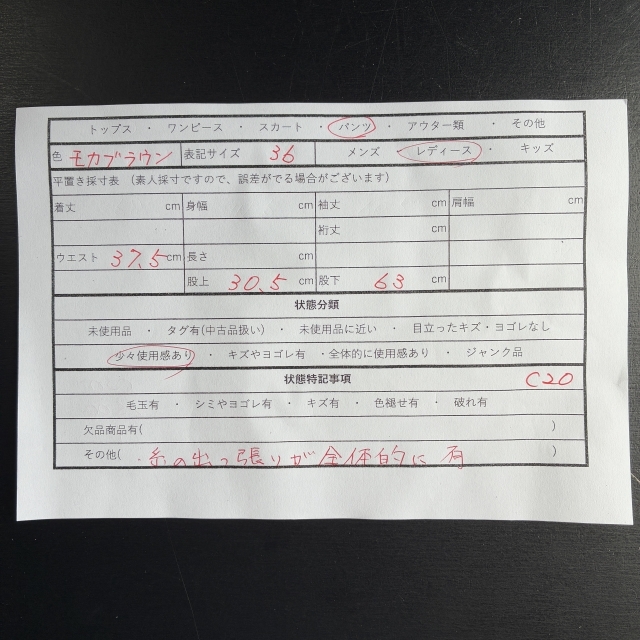 トップス ・ ワンピース ・ スカート ・ パンツ ・ アウター類 ・ その他
色 モカブラウン 表記サイズ 36 メンズ ・ レディース ・ キッズ
平置き採寸表 (素人採寸ですので、誤差がでる場合がございます)
着丈 cm 身幅 cm 袖丈 cm 肩幅 cm
裄丈 cm
ウエスト 37.5cm 長さ cm
股上 30.5 cm 股下 63 cm
状態分類
未使用品 ・ タグ有(中古品扱い) ・ 未使用品に近い ・ 目立ったキズ・ヨゴレなし
少々使用感あり ・ キズやヨゴレ有 ・全体的に使用感あり ・ ジャンク品
状態特記事項 C20
毛玉有 ・ シミやヨゴレ有 ・ キズ有 ・ 色褪せ有 ・ 破れ有
欠品商品有( )
その他( 糸の出っ張りが全体的に有 )